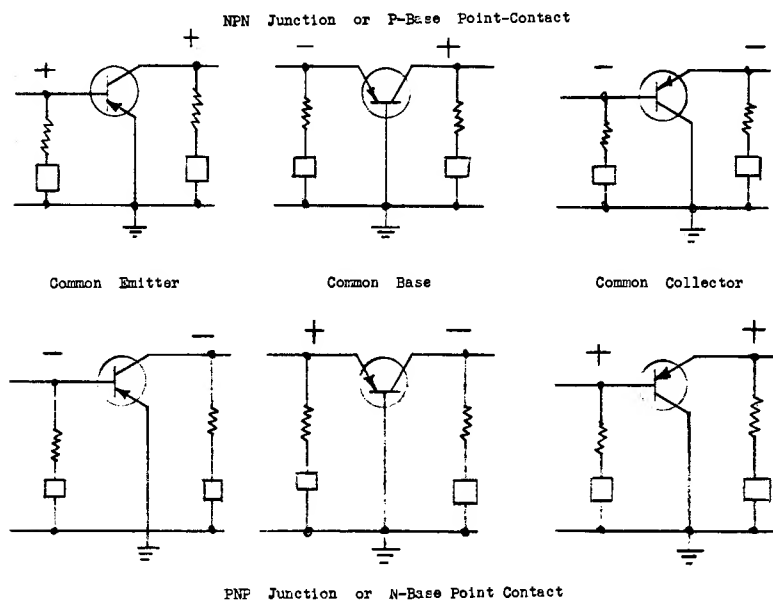 NPN Junction or P-Base Point-Contact
+ + - + - -
Common Emitter Common Base Common Collector
- - + - + +
PNP Junction or N-Base Point Contact